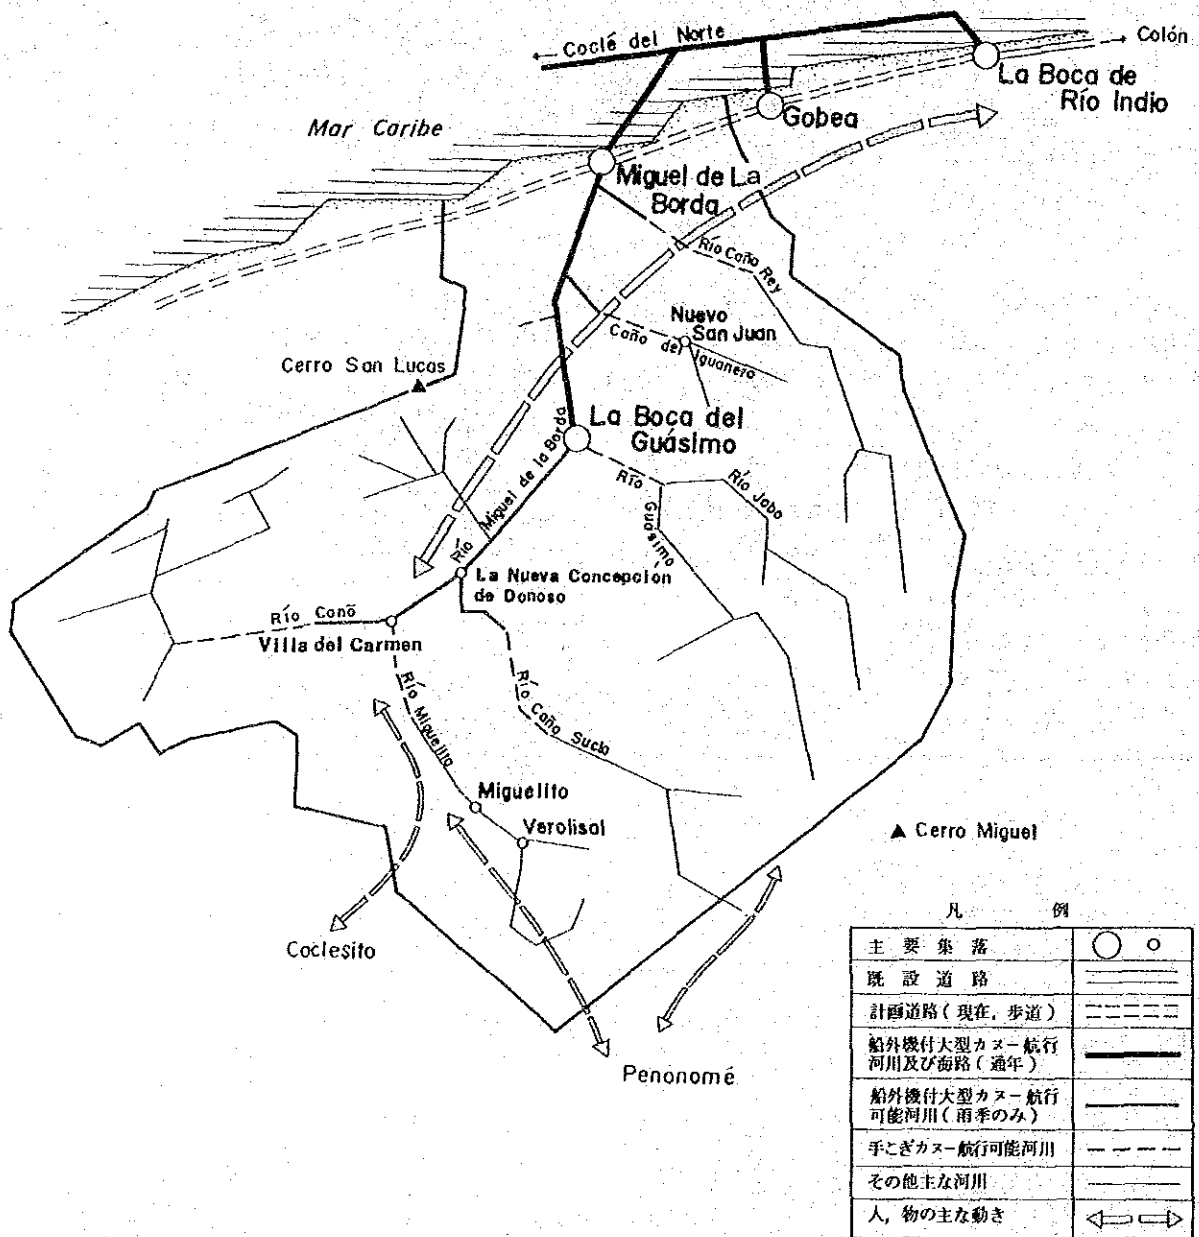 Coclé del Norte
Colón
La Boca de
Río Indio
Gobea
Mar Caribe
Miguel de La
Borda
Río Caño Rey
Nuevo
San Juan
Caño del Iguanero
Cerro San Lucas
La Boca del
Guásimo
Río Miguel de la Borda
Río Guásimo
Río Jobo
La Nueva Concepción
de Donoso
Río Cañó
Villa del Carmen
Río Miguelito
Río Caño Sucio
Miguelito
Verolisal
Cerro Miguel
Coclesito
Penonomé
凡 例
主要集落
既設道路
計画道路(現在,歩道)
船外機付大型カヌー航行
河川及び海路(通年)
船外機付大型カヌー航行
可能河川(雨季のみ)
手こぎカヌー航行可能河川
その他主な河川
人,物の主な動き